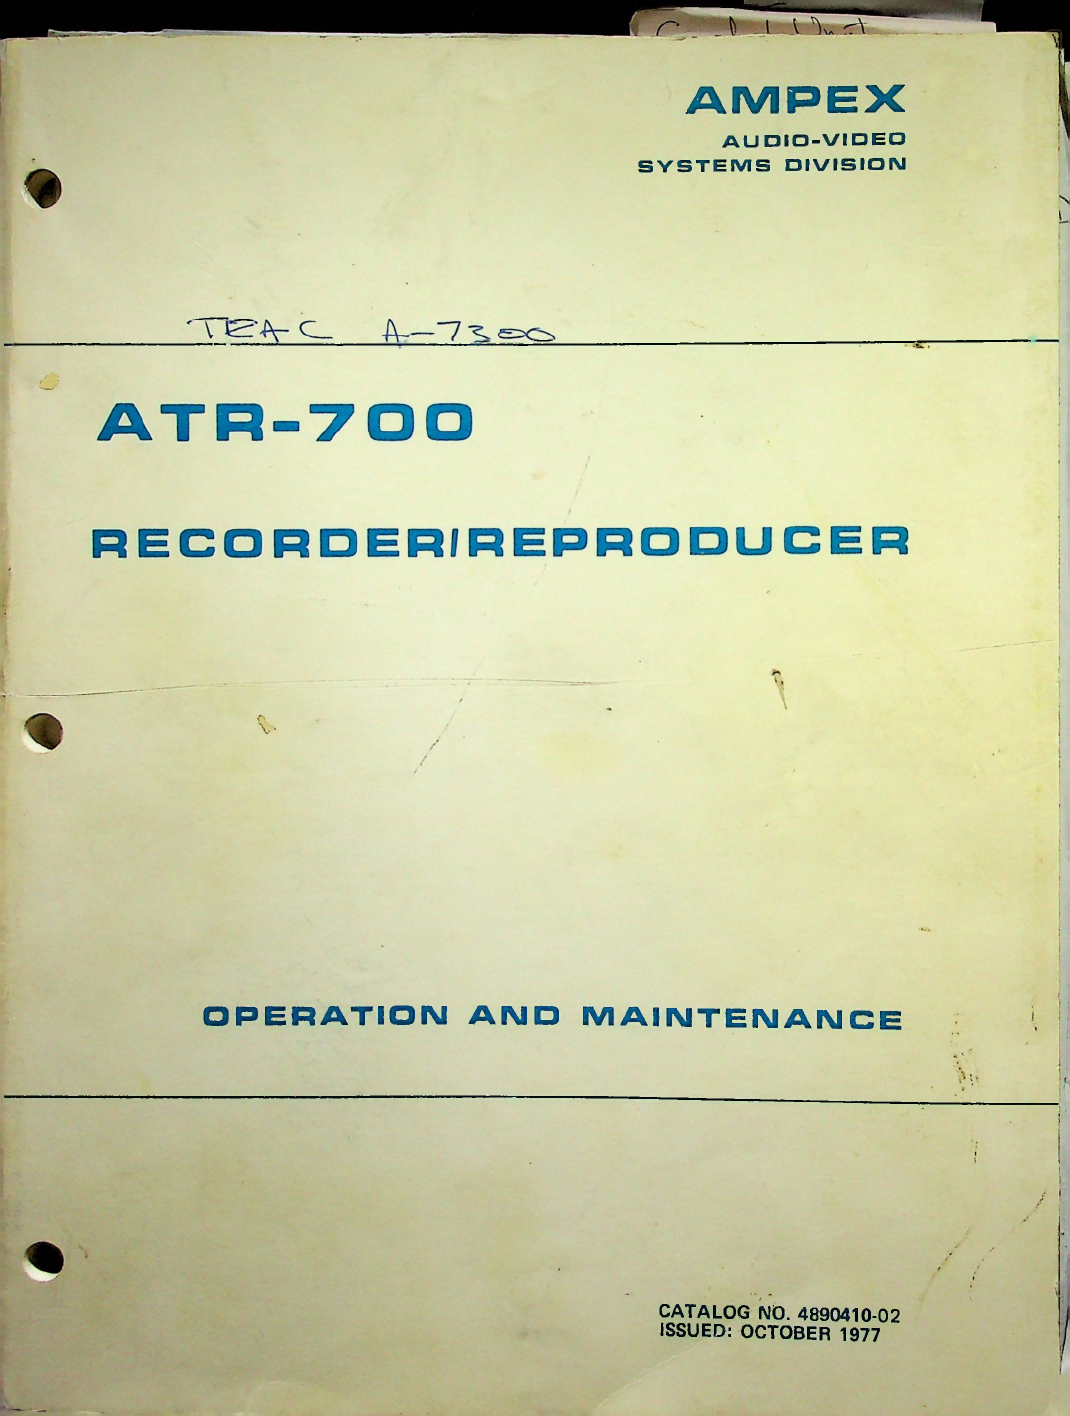 AMPEX
AUDIO-VIDEO
SYSTEMS DIVISION
TEAC A-7300
ATR-700
RECORDER/REPRODUCER
OPERATION AND MAINTENANCE
CATALOG NO. 4890410-02
ISSUED: OCTOBER 1977